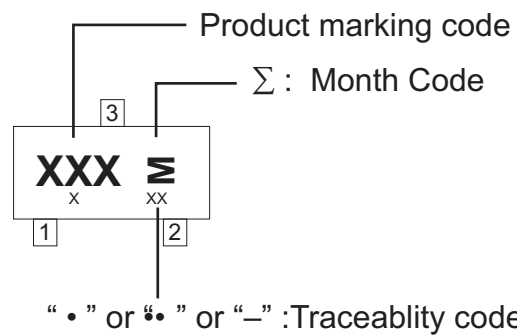 Product marking code
∑ : Month Code
3
XXX Σ
X XX
1 2
“ • ” or “•• ” or “–” :Traceablity code